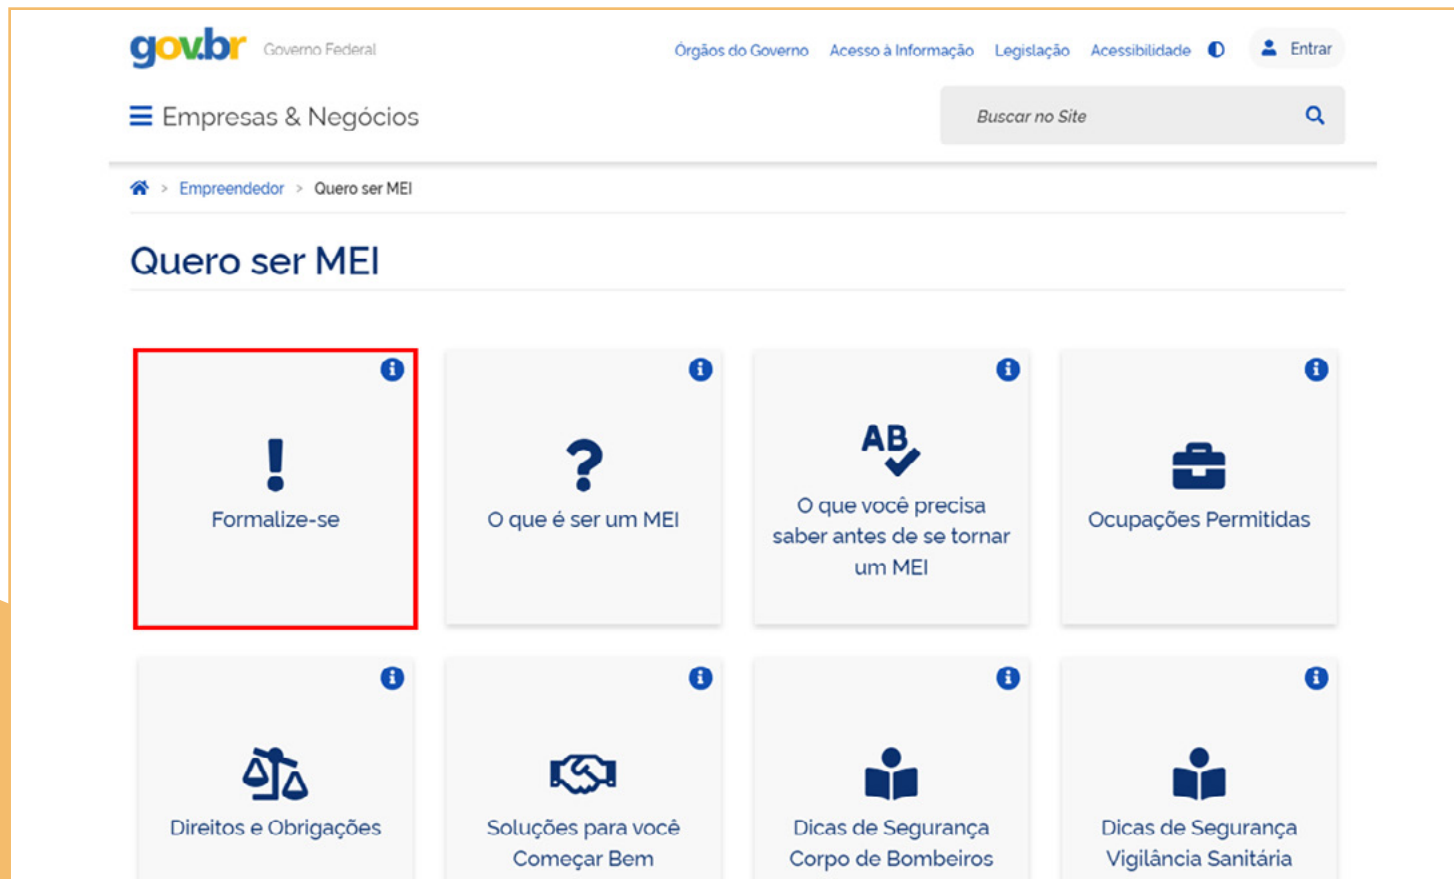 gov.br Governo Federal Órgãos do Governo Acesso à Informação Legislação Acessibilidade Entrar
Empresas & Negócios Buscar no Site
> Empreendedor > Quero ser MEI
Quero ser MEI
Formalize-se
O que é ser um MEI
AB
O que você precisa
saber antes de se tornar
um MEI
Ocupações Permitidas
Direitos e Obrigações
Soluções para você
Começar Bem
Dicas de Segurança
Corpo de Bombeiros
Dicas de Segurança
Vigilância Sanitária